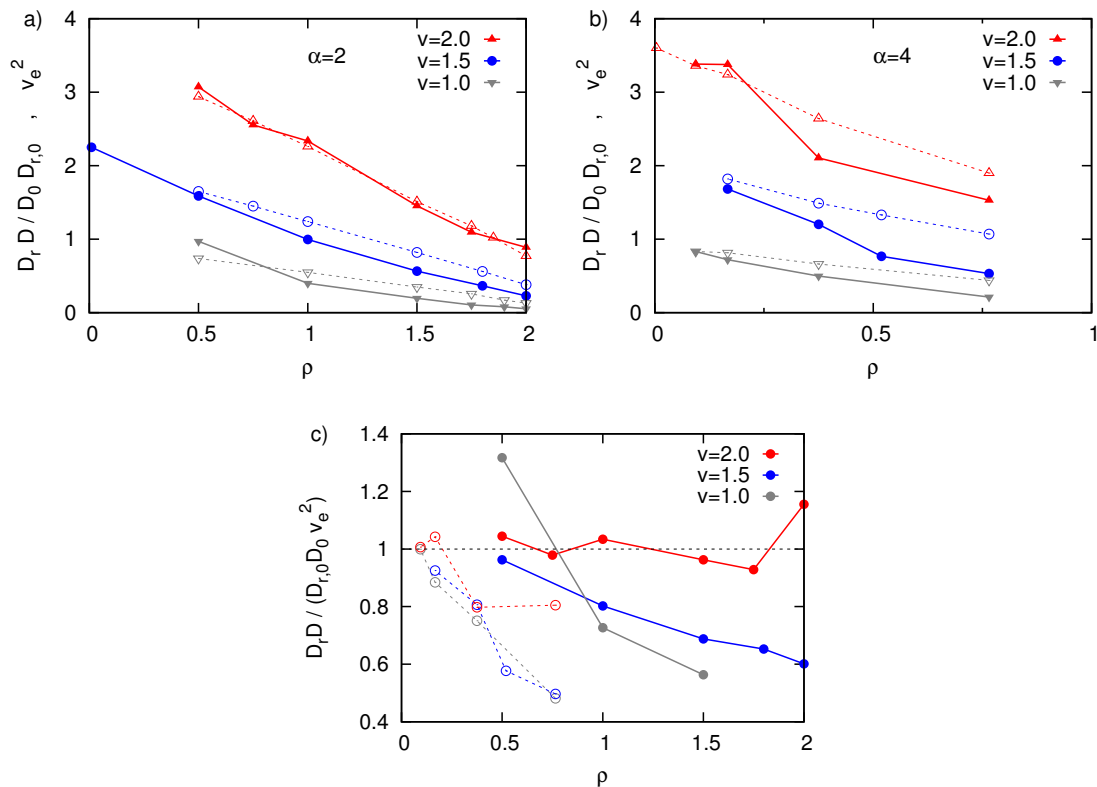 a)
α=2
v=2.0
v=1.5
v=1.0
D_r D / D_0 D_{r,0} , v_e^2
4
3
2
1
0
0 0.5 1 1.5 2
ρ
b)
α=4
v=2.0
v=1.5
v=1.0
D_r D / D_0 D_{r,0} , v_e^2
4
3
2
1
0
0 0.5 1
ρ
c)
v=2.0
v=1.5
v=1.0
D_r D / (D_{r,0} D_0 v_e^2)
1.4
1.2
1
0.8
0.6
0.4
0 0.5 1 1.5 2
ρ